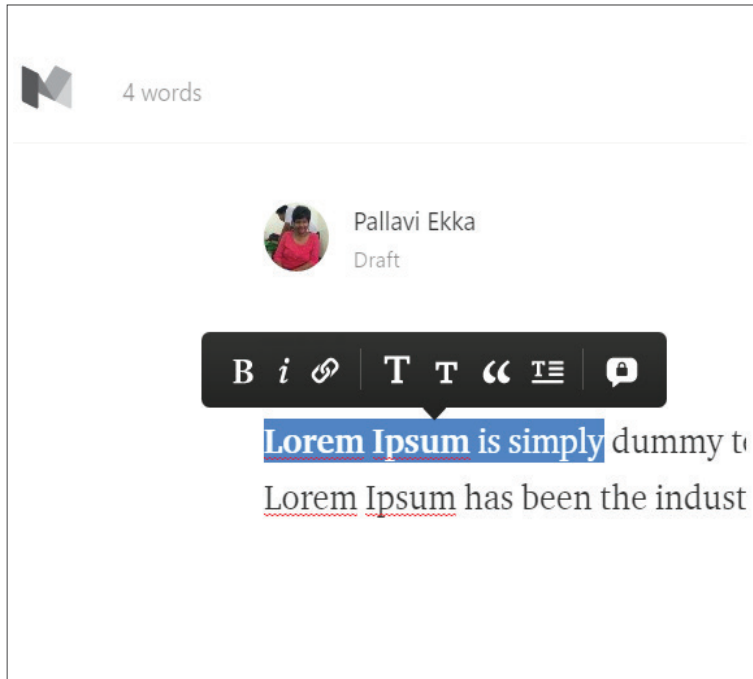 4 words
Pallavi Ekka
Draft
B i T T T
Lorem Ipsum is simply dummy
Lorem Ipsum has been the indust